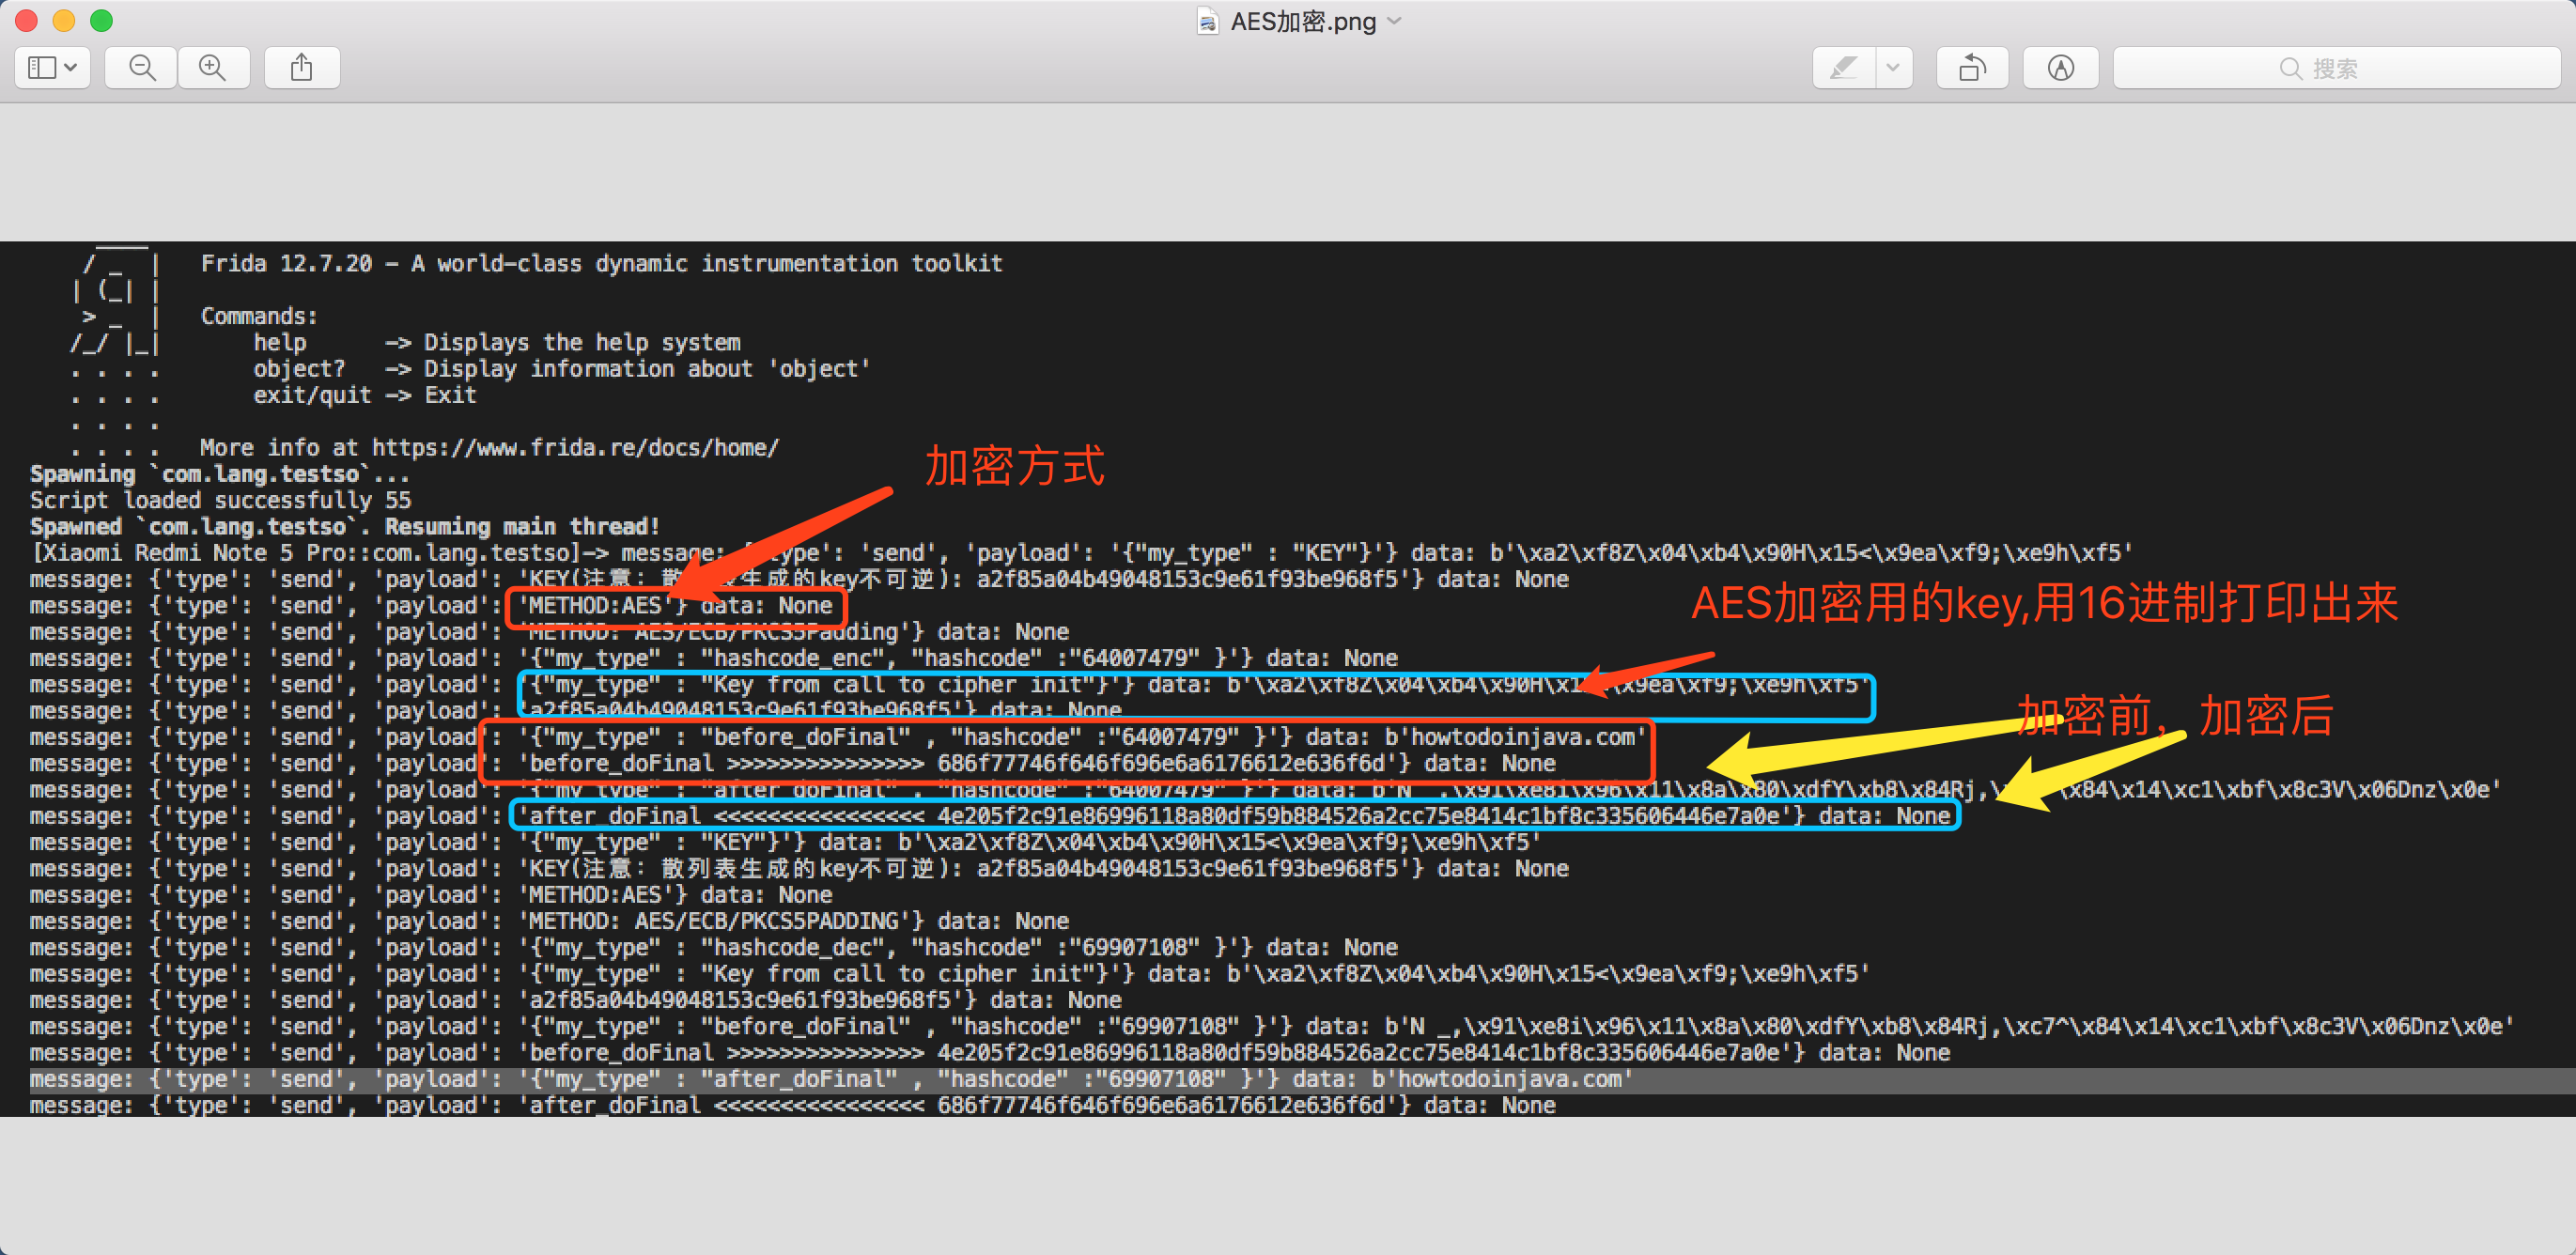 AES加密.png
搜索
Frida 12.7.20 - A world-class dynamic instrumentation toolkit
Commands:
help -> Displays the help system
object? -> Display information about 'object'
exit/quit -> Exit
More info at https://www.frida.re/docs/home/
加密方式
Spawning `com.lang.testso`...
Script loaded successfully 55
Spawned `com.lang.testso`. Resuming main thread!
[Xiaomi Redmi Note 5 Pro::com.lang.testso]-> message: {'type': 'send', 'payload': '{"my_type" : "KEY"}'} data: b'\xa2\xf8Z\x04\xb4\x90H\x15<\x9ea\xf9;\xe9h\xf5'
message: {'type': 'send', 'payload': 'KEY(注意：散列表生成的key不可逆): a2f85a04b49048153c9e61f93be968f5'} data: None
AES加密用的key,用16进制打印出来
message: {'type': 'send', 'payload': 'METHOD:AES'} data: None
message: {'type': 'send', 'payload': 'METHOD: AES/ECB/PKCS5Padding'} data: None
message: {'type': 'send', 'payload': '{"my_type" : "hashcode_enc", "hashcode" :"64007479" }'} data: None
message: {'type': 'send', 'payload': '{"my_type" : "Key from call to cipher init"}'} data: b'\xa2\xf8Z\x04\xb4\x90H\x15<\x9ea\xf9;\xe9h\xf5'
message: {'type': 'send', 'payload': 'a2f85a04b49048153c9e61f93be968f5'} data: None
加密前，加密后
message: {'type': 'send', 'payload': '{"my_type" : "before_doFinal" , "hashcode" :"64007479" }'} data: b'howtodoinjava.com'
message: {'type': 'send', 'payload': 'before_doFinal >>>>>>>>>>>>>>> 686f77746f646f696e6a6176612e636f6d'} data: None
message: {'type': 'send', 'payload': '{"my_type" : "after_doFinal" , "hashcode" :"64007479" }'} data: b'N _,\x91\xe8i\x96\x11\x8a\x80\xdfY\xb8\x84Rj,\x84\x14\xc1\xbf\x8c3V\x06Dnz\x0e'
message: {'type': 'send', 'payload': 'after_doFinal <<<<<<<<<<<<<<<< 4e205f2c91e86996118a80df59b884526a2cc75e8414c1bf8c335606446e7a0e'} data: None
message: {'type': 'send', 'payload': '{"my_type" : "KEY"}'} data: b'\xa2\xf8Z\x04\xb4\x90H\x15<\x9ea\xf9;\xe9h\xf5'
message: {'type': 'send', 'payload': 'KEY(注意：散列表生成的key不可逆): a2f85a04b49048153c9e61f93be968f5'} data: None
message: {'type': 'send', 'payload': 'METHOD:AES'} data: None
message: {'type': 'send', 'payload': 'METHOD: AES/ECB/PKCS5PADDING'} data: None
message: {'type': 'send', 'payload': '{"my_type" : "hashcode_dec", "hashcode" :"69907108" }'} data: None
message: {'type': 'send', 'payload': '{"my_type" : "Key from call to cipher init"}'} data: b'\xa2\xf8Z\x04\xb4\x90H\x15<\x9ea\xf9;\xe9h\xf5'
message: {'type': 'send', 'payload': 'a2f85a04b49048153c9e61f93be968f5'} data: None
message: {'type': 'send', 'payload': '{"my_type" : "before_doFinal" , "hashcode" :"69907108" }'} data: b'N _,\x91\xe8i\x96\x11\x8a\x80\xdfY\xb8\x84Rj,\xc7^\x84\x14\xc1\xbf\x8c3V\x06Dnz\x0e'
message: {'type': 'send', 'payload': 'before_doFinal >>>>>>>>>>>>>>> 4e205f2c91e86996118a80df59b884526a2cc75e8414c1bf8c335606446e7a0e'} data: None
message: {'type': 'send', 'payload': '{"my_type" : "after_doFinal" , "hashcode" :"69907108" }'} data: b'howtodoinjava.com'
message: {'type': 'send', 'payload': 'after_doFinal <<<<<<<<<<<<<<<< 686f77746f646f696e6a6176612e636f6d'} data: None